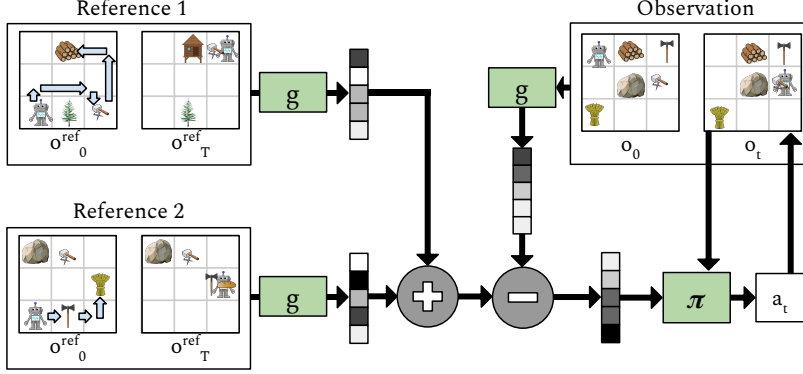 Reference 1
Observation
g
g
o^ref_0
o^ref_T
o_0
o_t
Reference 2
g
+
−
π
a_t
o^ref_0
o^ref_T